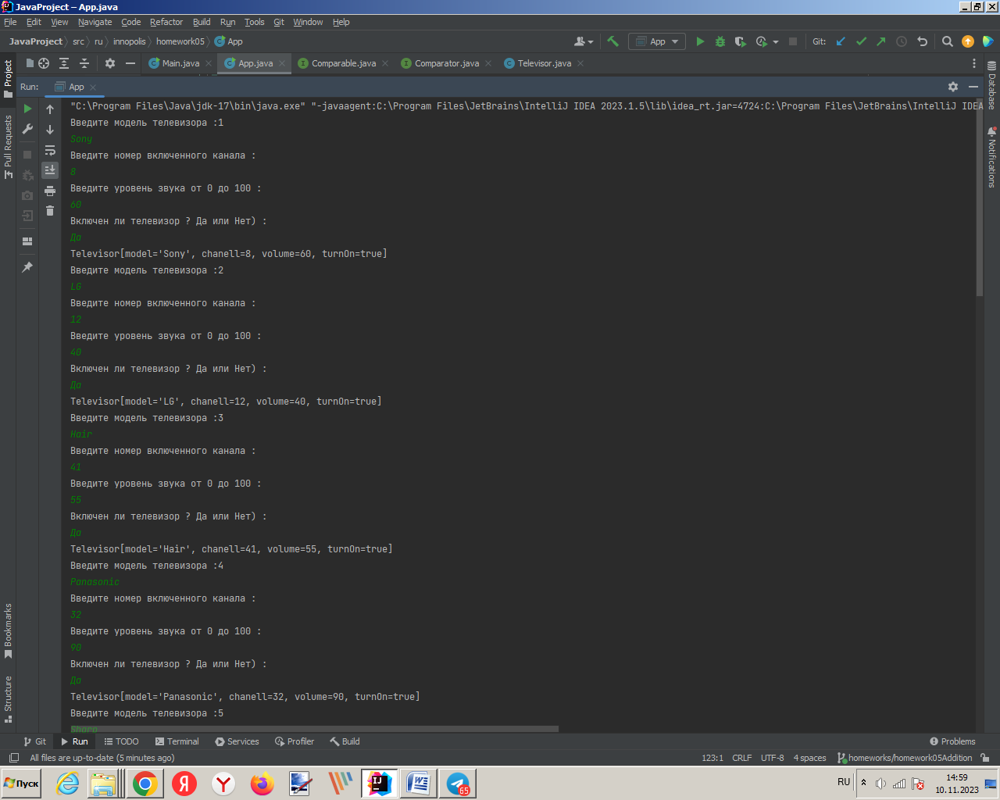 JavaProject – App.java
File Edit View Navigate Code Refactor Build Run Tools Git Window Help
JavaProject src ru innopolis homework05 App
App Git:
Main.java App.java Comparable.java Comparator.java Televisor.java
Project
Pull Requests
Bookmarks
Structure
Database
Notifications
Run: App
"C:\Program Files\Java\jdk-17\bin\java.exe" "-javaagent:C:\Program Files\JetBrains\IntelliJ IDEA 2023.1.5\lib\idea_rt.jar=4724:C:\Program Files\JetBrains\IntelliJ IDEA
Введите модель телевизора :1
Sony
Введите номер включенного канала :
8
Введите уровень звука от 0 до 100 :
60
Включен ли телевизор ? Да или Нет) :
Да
Televisor[model='Sony', chanell=8, volume=60, turnOn=true]
Введите модель телевизора :2
LG
Введите номер включенного канала :
12
Введите уровень звука от 0 до 100 :
40
Включен ли телевизор ? Да или Нет) :
Да
Televisor[model='LG', chanell=12, volume=40, turnOn=true]
Введите модель телевизора :3
Hair
Введите номер включенного канала :
41
Введите уровень звука от 0 до 100 :
55
Включен ли телевизор ? Да или Нет) :
Да
Televisor[model='Hair', chanell=41, volume=55, turnOn=true]
Введите модель телевизора :4
Panasonic
Введите номер включенного канала :
32
Введите уровень звука от 0 до 100 :
90
Включен ли телевизор ? Да или Нет) :
Да
Televisor[model='Panasonic', chanell=32, volume=90, turnOn=true]
Введите модель телевизора :5
Sharp
Git Run TODO Terminal Services Profiler Build Problems
All files are up-to-date (5 minutes ago) 123:1 CRLF UTF-8 4 spaces homeworks/homework05Addition
Пуск 65 RU 14:59
10.11.2023